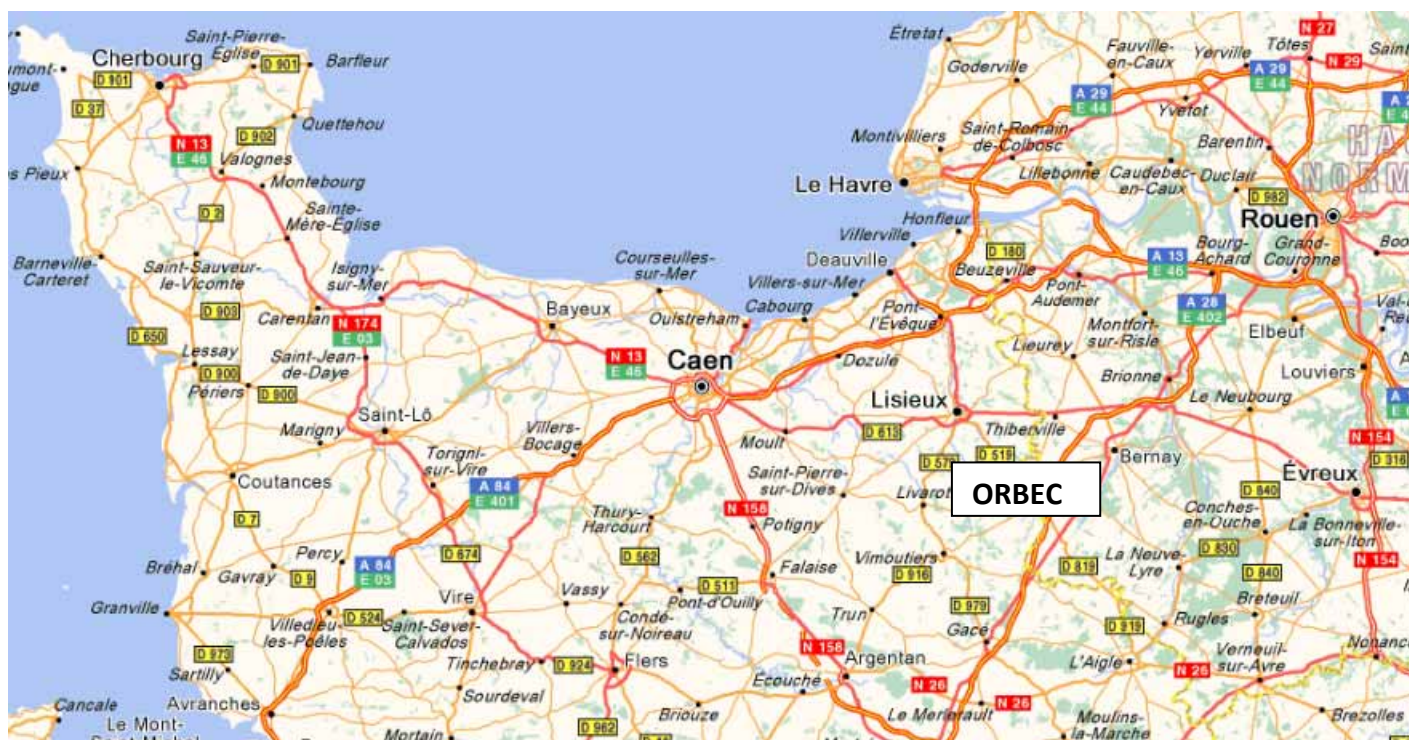 Étretat
Fauville-
en-Caux
Yerville
Tôtes
N 27
N 29
Saint-Pierre-
Église
D 901
Barfleur
Cherbourg
D 901
D 37
Goderville
A 29
E 44
A 29
E 44
Yvetot
Quettehou
D 902
N 13
E 46
Valognes
Montebourg
Montivilliers
Saint-Romain-
de-Colbosc
Barentin
Lillebonne
Caudebec-
en-Caux
Duclair
D 982
Le Havre
Rouen
D 2
Sainte-
Mère-Église
Honfleur
Villerville
Deauville
D 180
Beuzeville
Bourg-
Achard
Grand-
Couronne
A 13
E 46
Barneville-
Carteret
Saint-Sauveur-
le-Vicomte
Isigny-
sur-Mer
Courseulles-
sur-Mer
Villers-sur-Mer
Cabourg
Pont-
l'Évêque
Pont-
Audemer
A 28
E 402
D 903
Carentan
N 174
E 03
Bayeux
Ouistreham
Montfort-
sur-Risle
Elbeuf
D 650
Lessay
D 900
Périers
D 900
Saint-Jean-
de-Daye
N 13
E 46
Caen
Dozulé
Lieurey
Brionne
Louviers
Saint-Lô
Marigny
Villers-
Bocage
Moult
D 613
Lisieux
Thiberville
Le Neubourg
Torigni-
sur-Vire
D 579
D 519
Bernay
N 154
D 316
Coutances
A 84
E 401
Saint-Pierre-
sur-Dives
Livarot
ORBEC
D 840
Évreux
D 7
Thury-
Harcourt
N 158
Potigny
Conches-
en-Ouche
La Bonneville-
sur-Iton
Percy
D 674
D 562
Vimoutiers
D 916
La Neuve-
Lyre
D 830
N 154
Bréhal
Gavray
D 9
A 84
E 03
Falaise
D 819
D 840
Granville
Villedieu-
les-Poêles
D 524
Saint-Sever-
Calvados
Vire
Vassy
Condé-
sur-Noireau
D 511
Pont-d'Ouilly
Trun
D 979
Gacé
D 919
Rugles
Breteuil
D 973
Sartilly
Tinchebray
D 924
Flers
N 158
Argentan
L'Aigle
N 26
Verneuil-
sur-Avre
Écouché
N 26
Cancale
Avranches
Sourdeval
Briouze
Le Merlerault
N 26
Brezolles
Le Mont-
Mortain
D 962
Moulins-
la-Marche